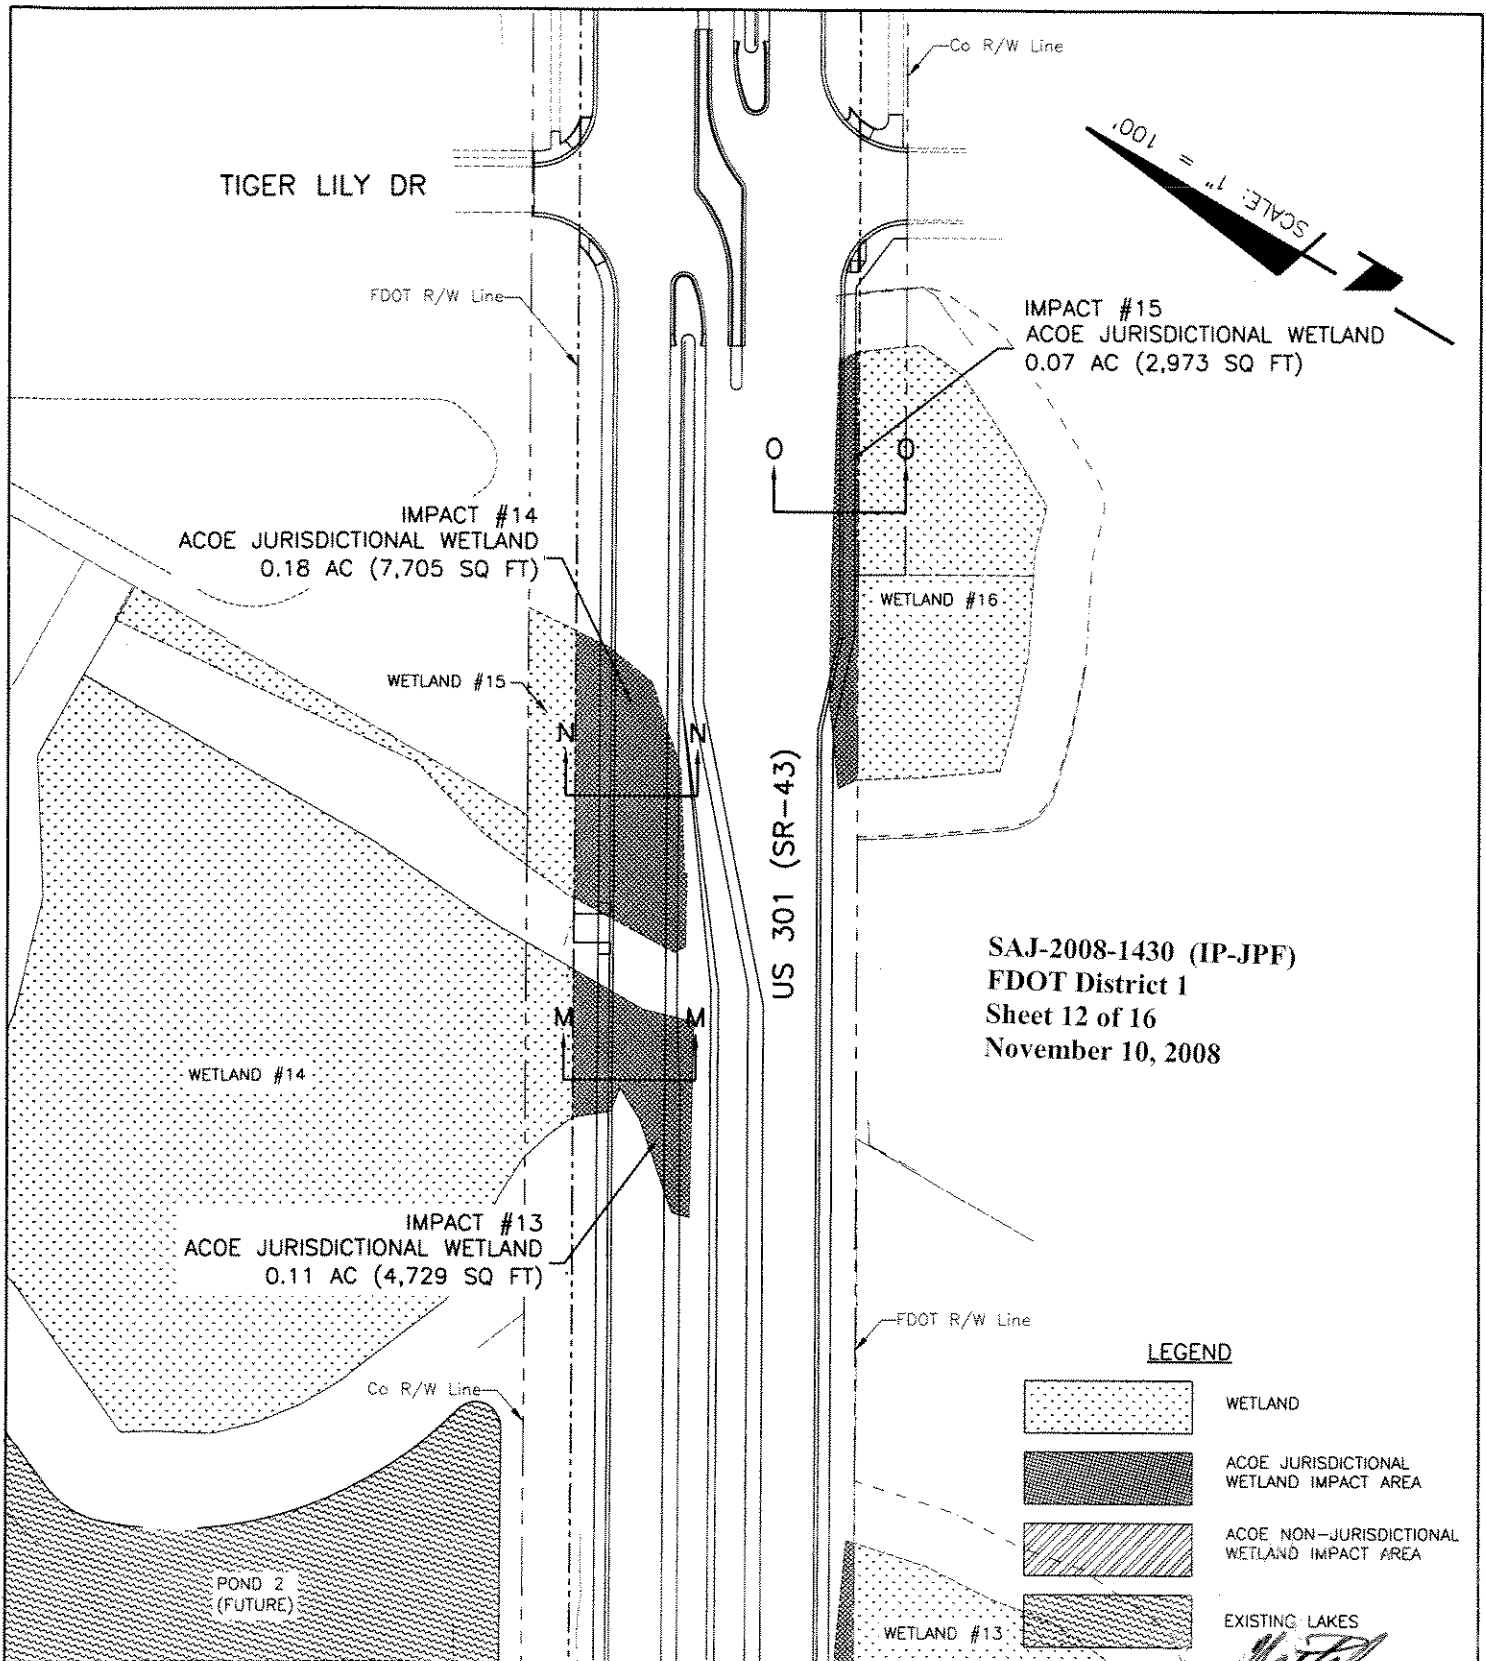 Co R/W Line
SCALE: 1" = 100'
TIGER LILY DR
FDOT R/W Line
IMPACT #15
ACOE JURISDICTIONAL WETLAND
0.07 AC (2,973 SQ FT)
O O
IMPACT #14
ACOE JURISDICTIONAL WETLAND
0.18 AC (7,705 SQ FT)
WETLAND #16
WETLAND #15
N N
US 301 (SR-43)
SAJ-2008-1430 (IP-JPF)
FDOT District 1
Sheet 12 of 16
November 10, 2008
M M
WETLAND #14
IMPACT #13
ACOE JURISDICTIONAL WETLAND
0.11 AC (4,729 SQ FT)
FDOT R/W Line
Co R/W Line
LEGEND
WETLAND
ACOE JURISDICTIONAL
WETLAND IMPACT AREA
ACOE NON-JURISDICTIONAL
WETLAND IMPACT AREA
EXISTING LAKES
POND 2
(FUTURE)
WETLAND #13